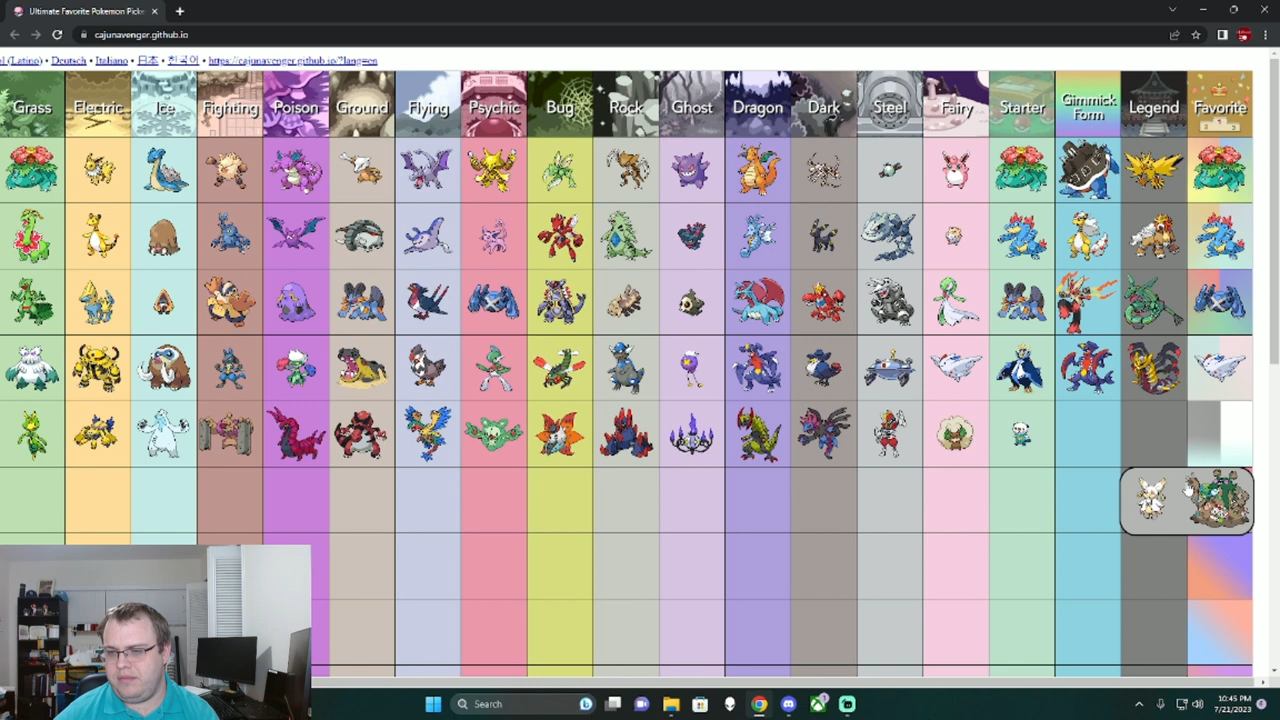 Ultimate Favorite Pokemon Picke
cajunavenger.github.io
l (Latino) • Deutsch • Italiano • 日本 • 한국어 • https://cajunavenger.github.io/?lang=en
Grass Electric Ice Fighting Poison Ground Flying Psychic Bug Rock Ghost Dragon Dark Steel Fairy Starter Gimmick Form Legend Favorite
Search
10:45 PM
7/21/2023